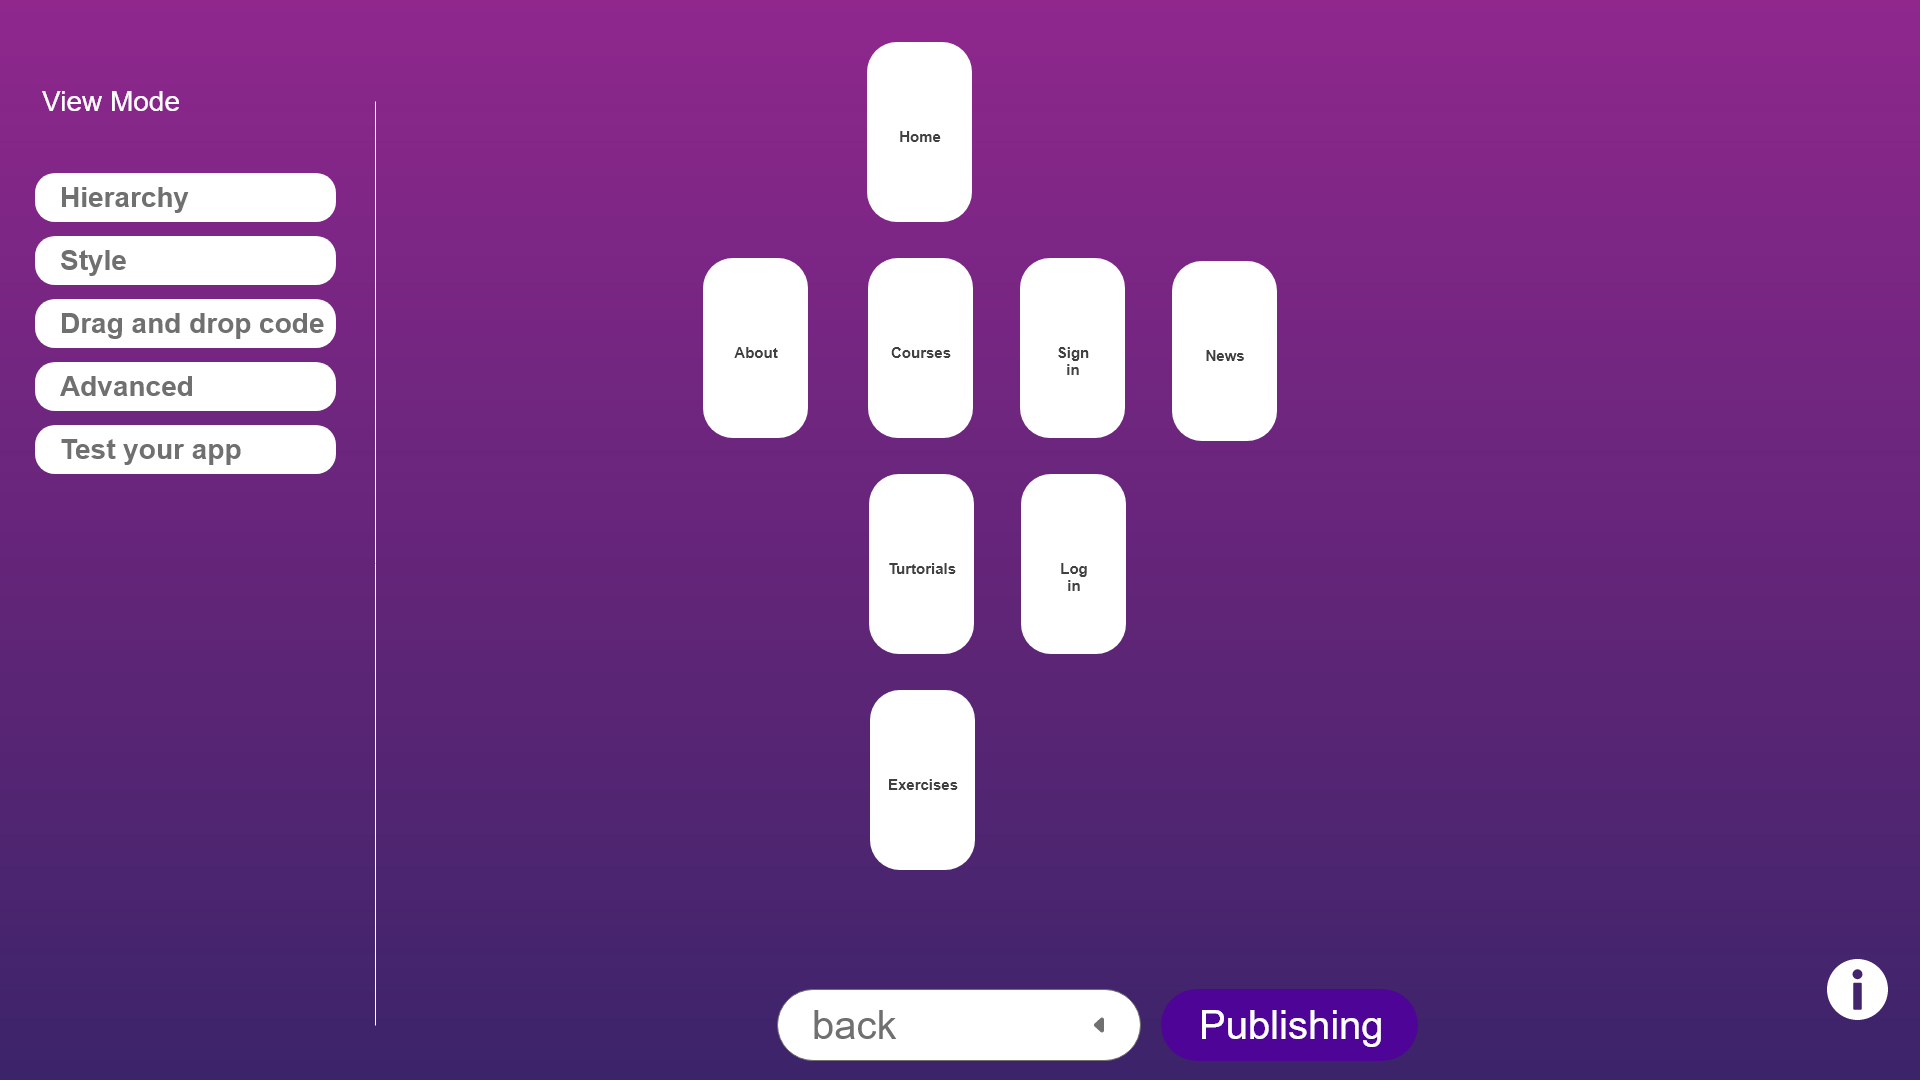 View Mode
Hierarchy
Style
Drag and drop code
Advanced
Test your app
Home
About
Courses
Sign
in
News
Turtorials
Log
in
Exercises
back
Publishing